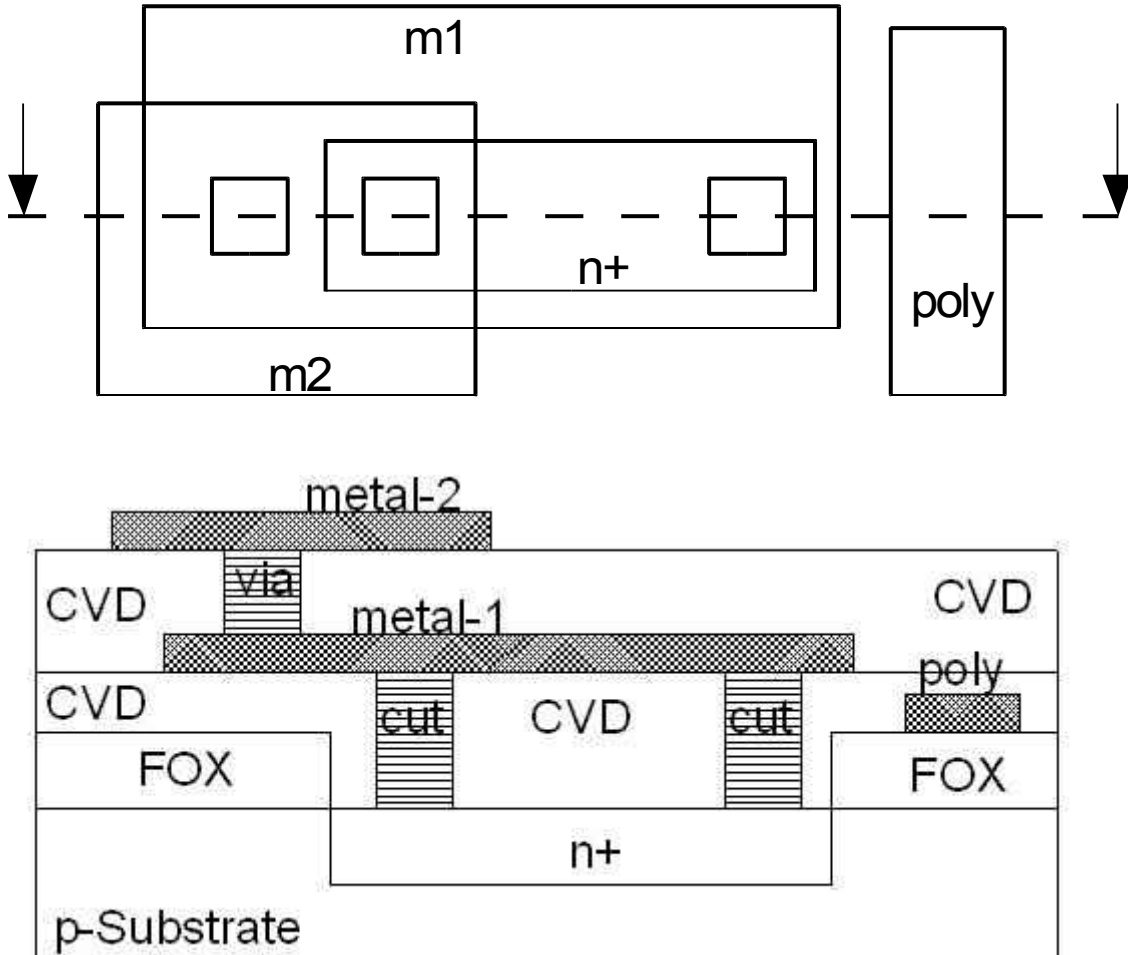 m1
n+
poly
m2
metal-2
CVD via CVD
metal-1
poly
CVD cut CVD cut
FOX FOX
n+
p-Substrate